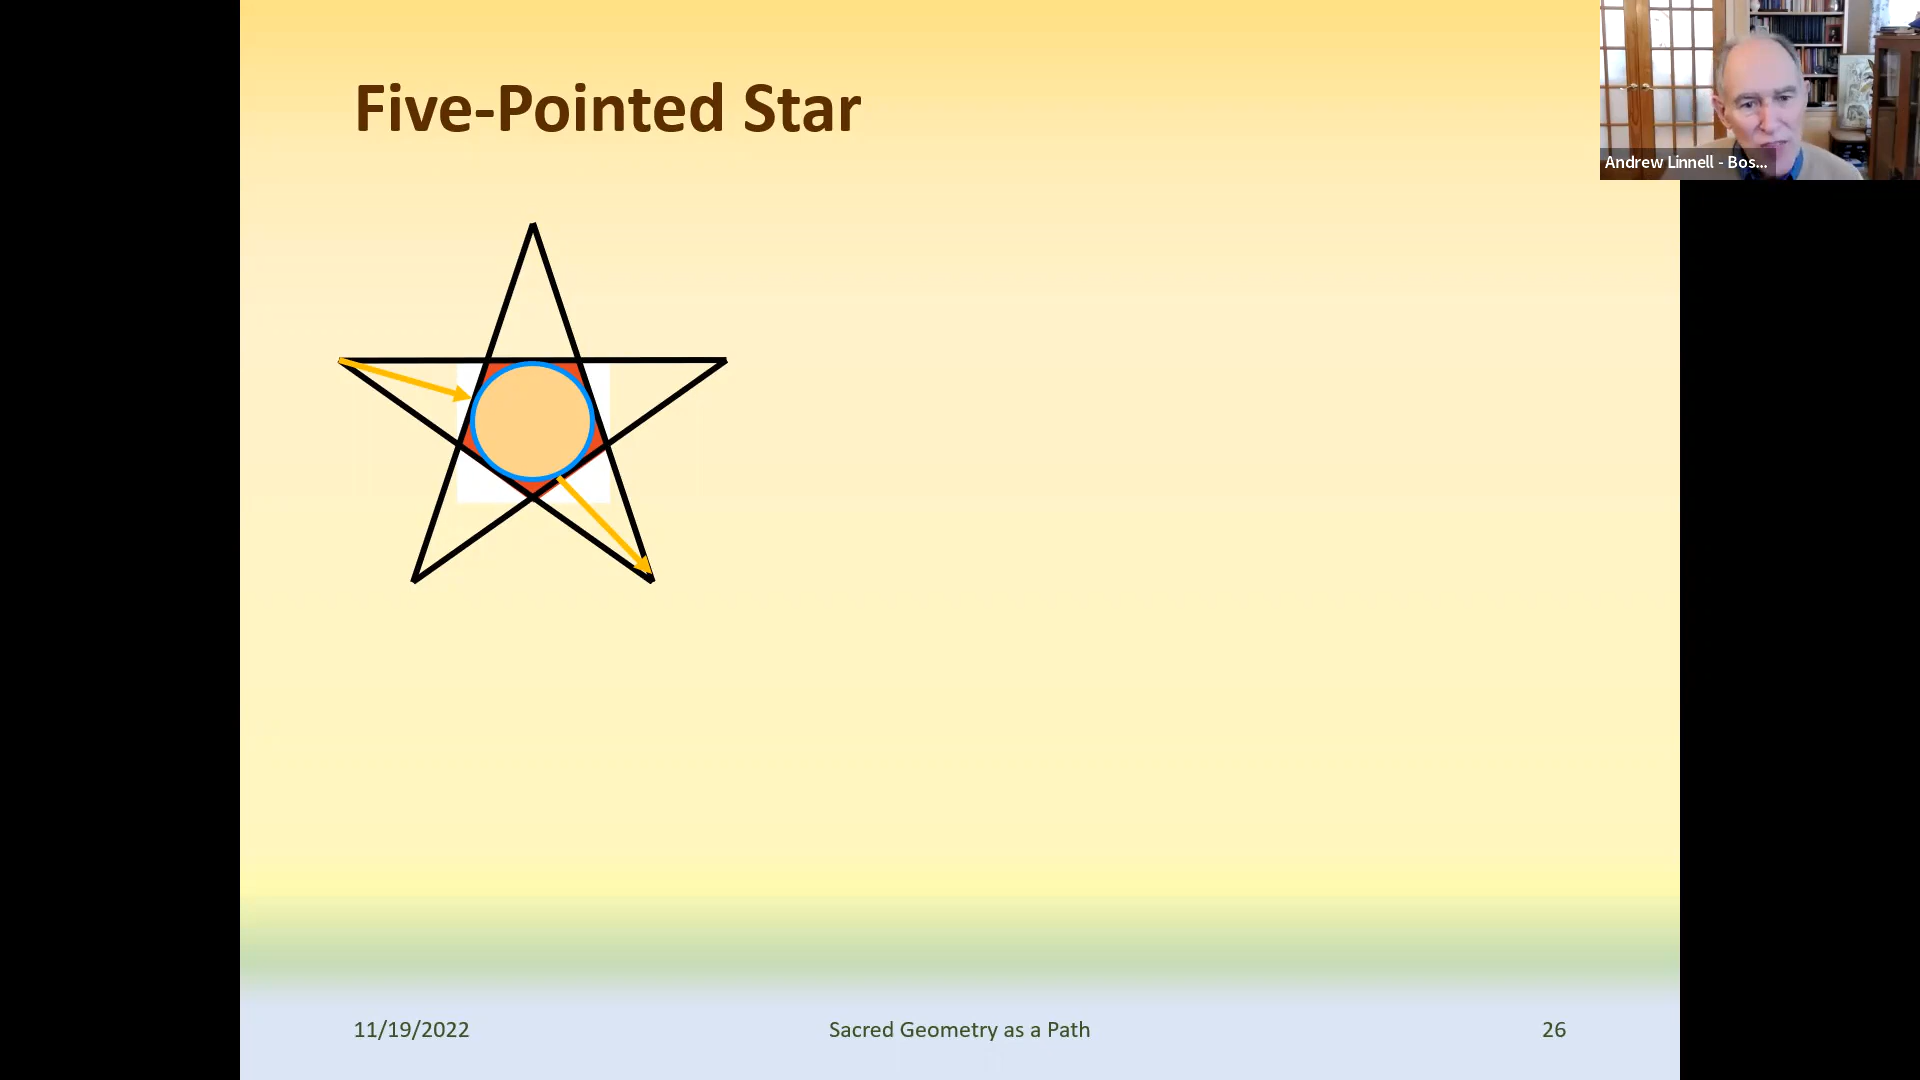 Five-Pointed Star
Andrew Linnell - Bos...
11/19/2022
Sacred Geometry as a Path
26